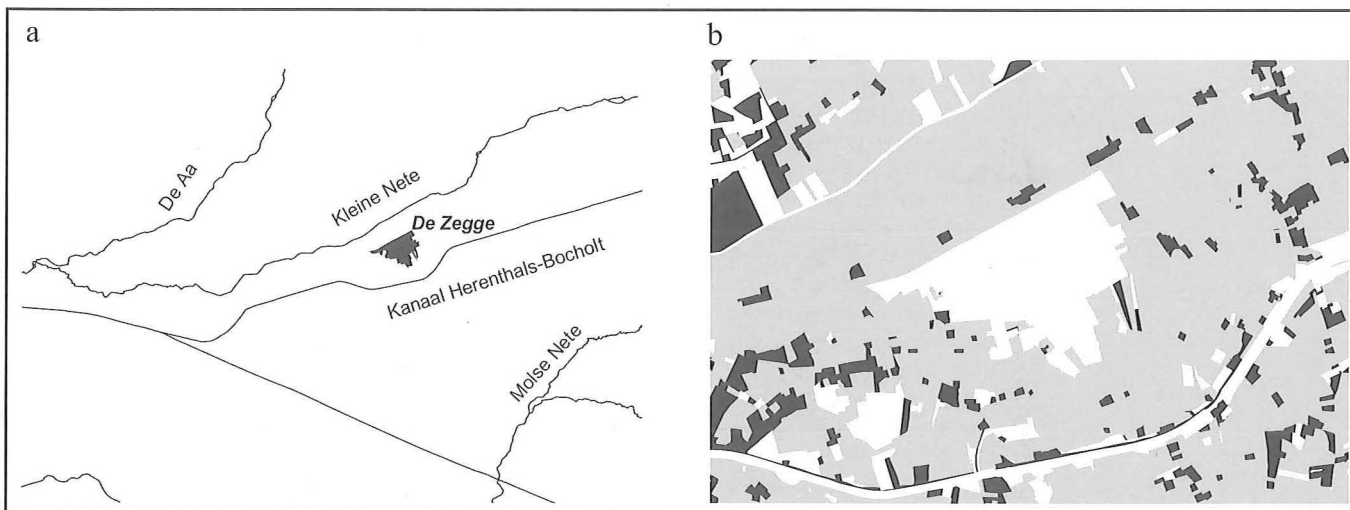 a
b
De Aa
Kleine Nete
De Zegge
Kanaal Herenthals-Bocholt
Molse Nete